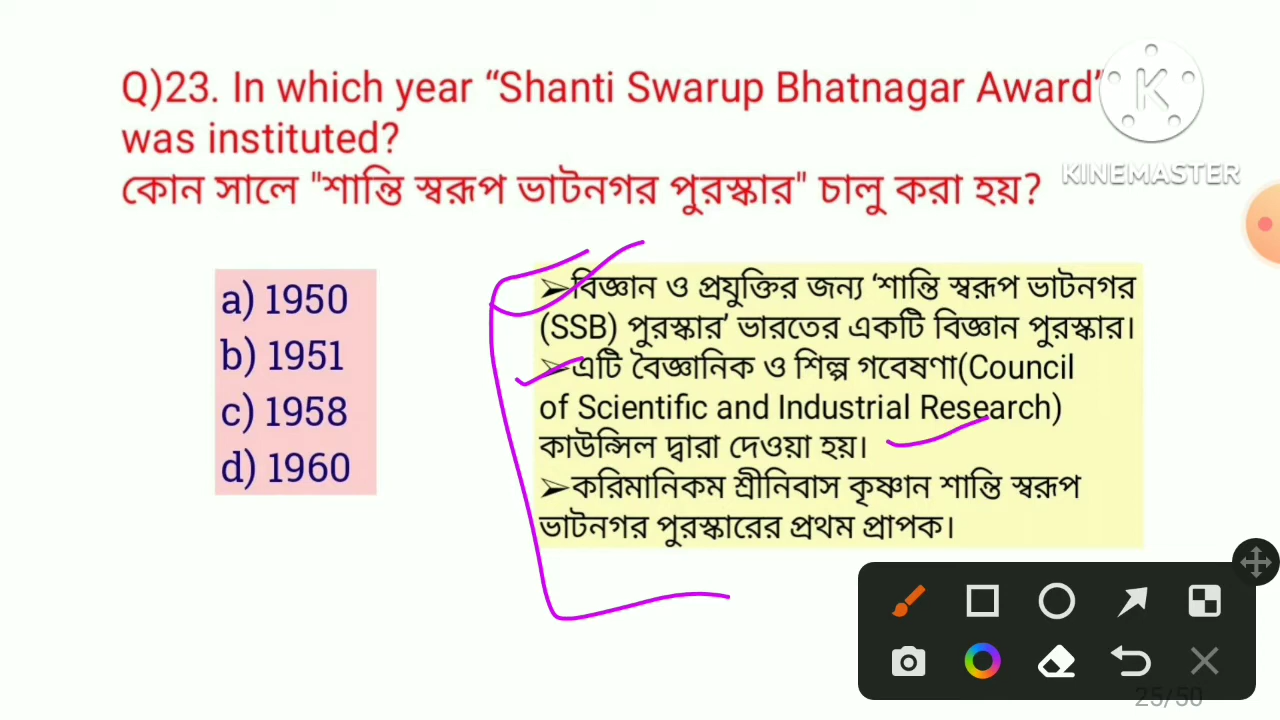 Q)23. In which year “Shanti Swarup Bhatnagar Award”
was instituted?
কোন সালে "শান্তি স্বরূপ ভাটনগর পুরস্কার" চালু করা হয়?
KINEMASTER
a) 1950
b) 1951
c) 1958
d) 1960
➢বিজ্ঞান ও প্রযুক্তির জন্য ‘শান্তি স্বরূপ ভাটনগর
(SSB) পুরস্কার’ ভারতের একটি বিজ্ঞান পুরস্কার।
➢এটি বৈজ্ঞানিক ও শিল্প গবেষণা(Council
of Scientific and Industrial Research)
কাউন্সিল দ্বারা দেওয়া হয়।
➢করিমানিকম শ্রীনিবাস কৃষ্ণান শান্তি স্বরূপ
ভাটনগর পুরস্কারের প্রথম প্রাপক।
25/50